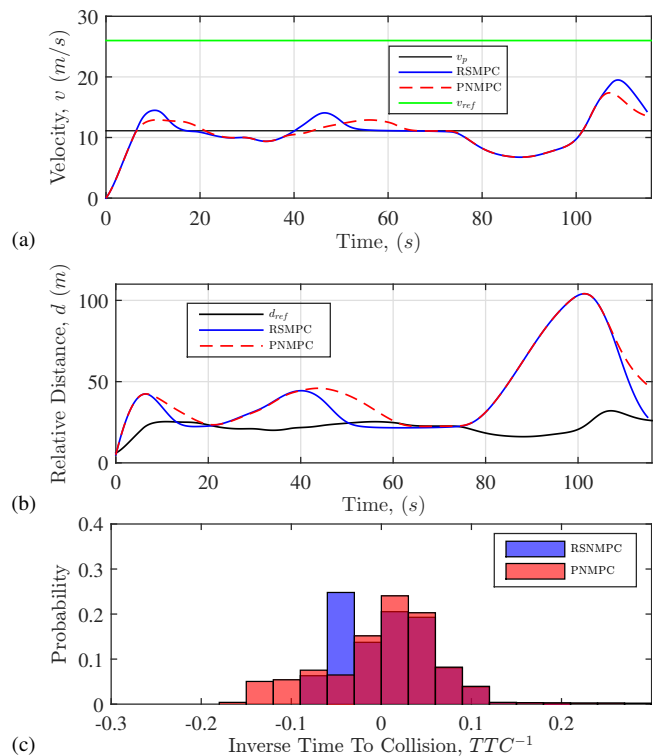 30
20
10
0
Velocity, v (m/s)
v_p
RSMPC
PNMPC
v_ref
0 20 40 60 80 100
(a)
Time, (s)
100
50
0
Relative Distance, d (m)
d_ref
RSMPC
PNMPC
0 20 40 60 80 100
(b)
Time, (s)
0.4
0.3
0.2
0.1
0
Probability
RSNMPC
PNMPC
-0.3 -0.2 -0.1 0 0.1 0.2
(c)
Inverse Time To Collision, TTC⁻¹